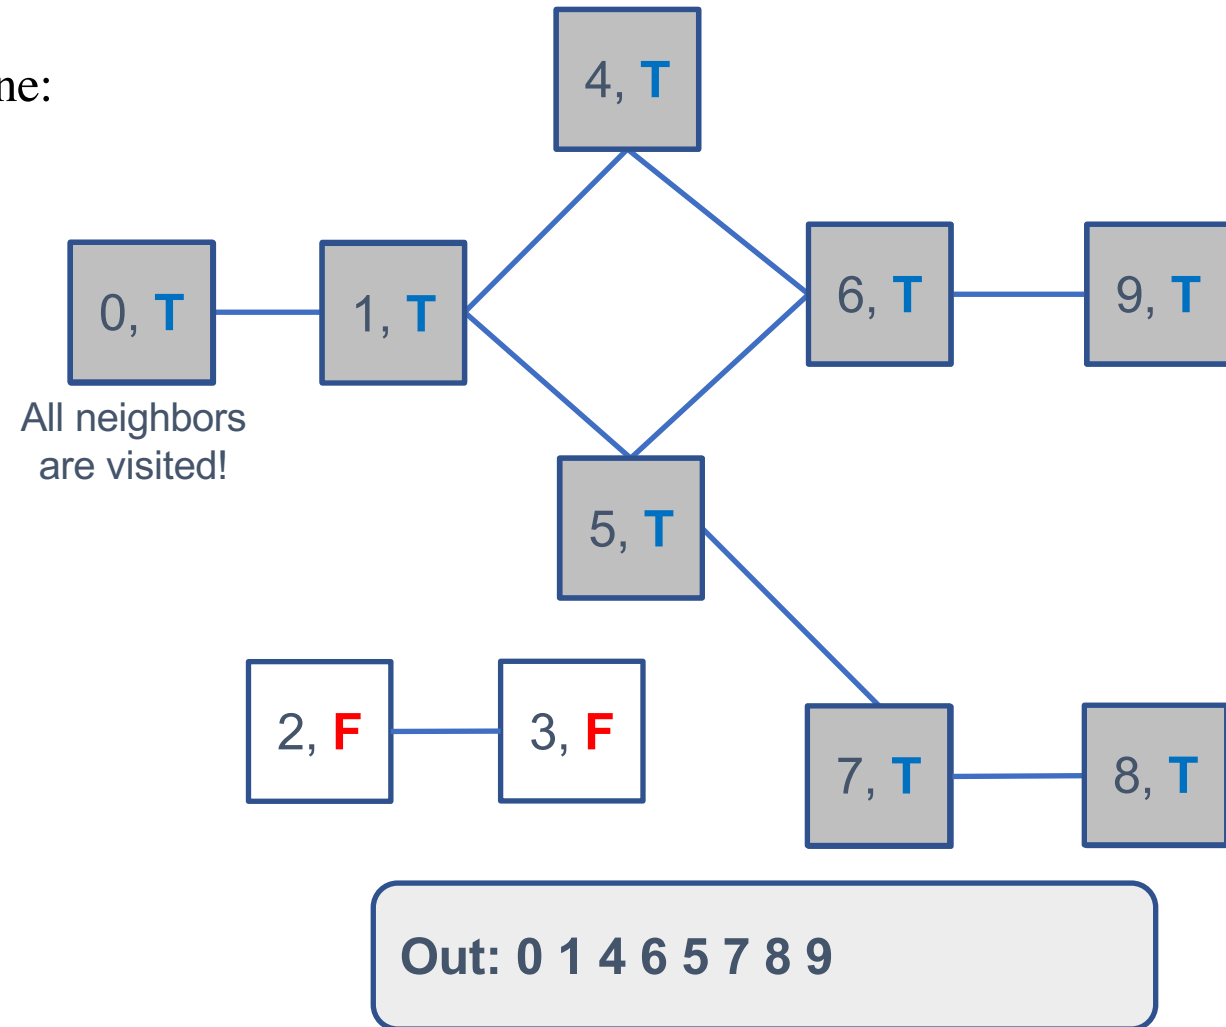 ne:
4, T
0, T
1, T
6, T
9, T
All neighbors
are visited!
5, T
2, F
3, F
7, T
8, T
Out: 0 1 4 6 5 7 8 9